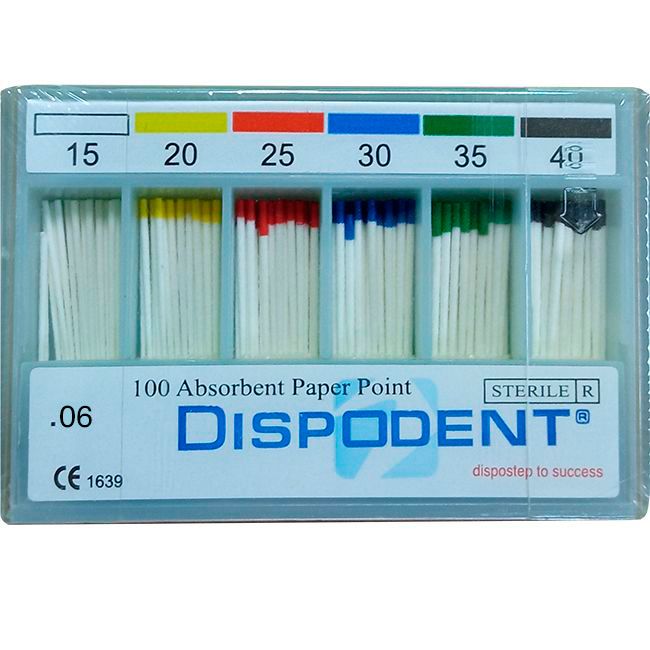 15 20 25 30 35 40
100 Absorbent Paper Point
STERILE R
.06
DISPODENT®
dispostep to success
CE 1639